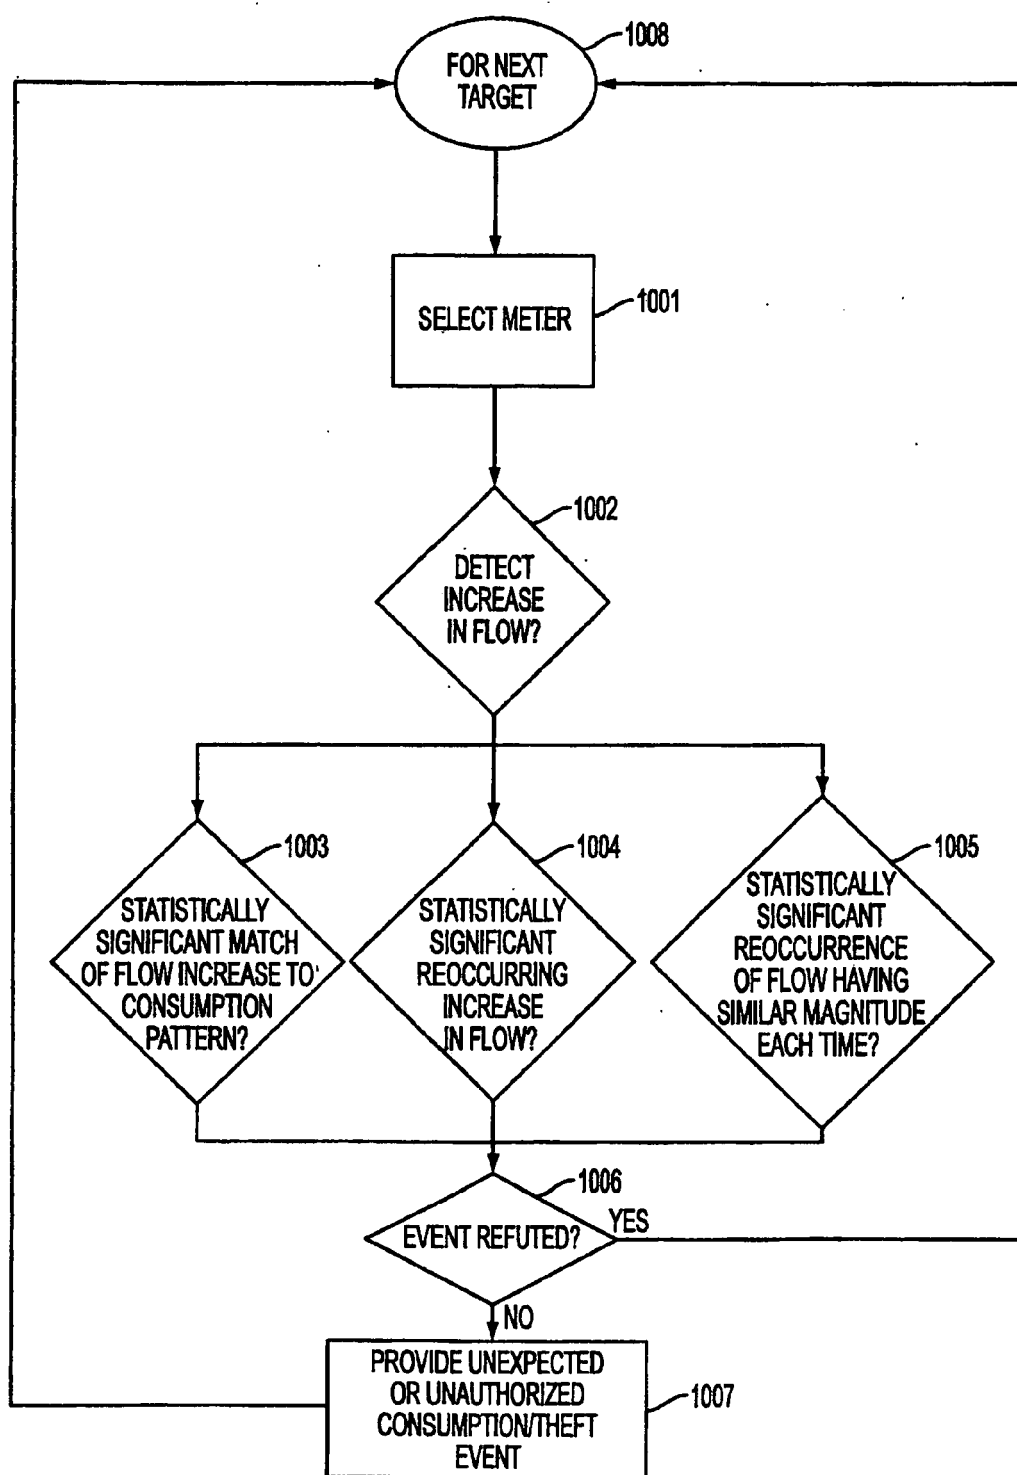 1008
FOR NEXT
TARGET
1001
SELECT METER
1002
DETECT
INCREASE
IN FLOW?
1003
STATISTICALLY
SIGNIFICANT MATCH
OF FLOW INCREASE TO
CONSUMPTION
PATTERN?
1004
STATISTICALLY
SIGNIFICANT
REOCCURRING
INCREASE
IN FLOW?
1005
STATISTICALLY
SIGNIFICANT
REOCCURRENCE
OF FLOW HAVING
SIMILAR MAGNITUDE
EACH TIME?
1006
EVENT REFUTED?
YES
NO
PROVIDE UNEXPECTED
OR UNAUTHORIZED
CONSUMPTION/THEFT
EVENT
1007